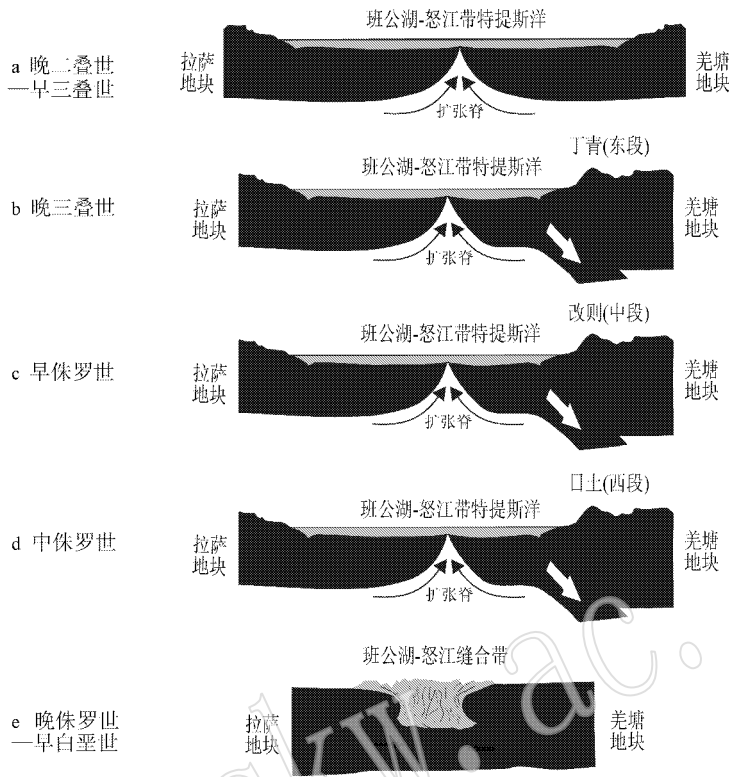 班公湖-怒江带特提斯洋
a 晚二叠世
—早三叠世
拉萨
地块
羌塘
地块
扩张脊
丁青(东段)
班公湖-怒江带特提斯洋
b 晚三叠世
拉萨
地块
羌塘
地块
扩张脊
改则(中段)
班公湖-怒江带特提斯洋
c 早侏罗世
拉萨
地块
羌塘
地块
扩张脊
日土(西段)
班公湖-怒江带特提斯洋
d 中侏罗世
拉萨
地块
羌塘
地块
扩张脊
班公湖-怒江缝合带
e 晚侏罗世
—早白垩世
拉萨
地块
羌塘
地块